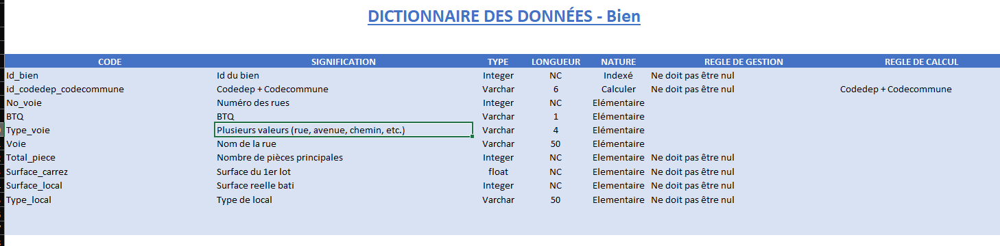 DICTIONNAIRE DES DONNÉES - Bien
CODE SIGNIFICATION TYPE LONGUEUR NATURE REGLE DE GESTION REGLE DE CALCUL
Id_bien Id du bien Integer NC Indexé Ne doit pas être nul
id_codedep_codecommune Codedep + Codecommune Varchar 6 Calculer Ne doit pas être nul Codedep + Codecommune
No_voie Numéro des rues Integer NC Elémentaire
BTQ BTQ Varchar 1 Elémentaire
Type_voie Plusieurs valeurs (rue, avenue, chemin, etc.) Varchar 4 Elémentaire
Voie Nom de la rue Varchar 50 Elémentaire
Total_piece Nombre de pièces principales Integer NC Elementaire Ne doit pas être nul
Surface_carrez Surface du 1er lot float NC Elementaire Ne doit pas être nul
Surface_local Surface reelle bati Integer NC Elementaire Ne doit pas être nul
Type_local Type de local Varchar 50 Elementaire Ne doit pas être nul